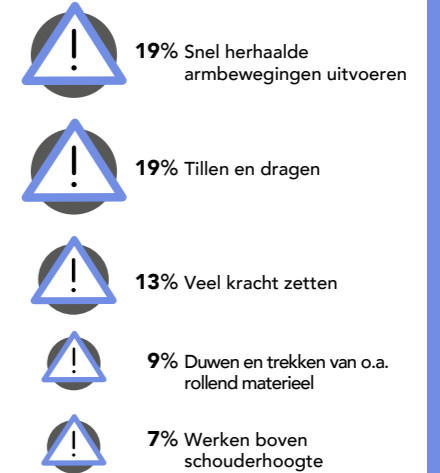 19% Snel herhaalde
armbewegingen uitvoeren
19% Tillen en dragen
13% Veel kracht zetten
9% Duwen en trekken van o.a.
rollend materieel
7% Werken boven
schouderhoogte